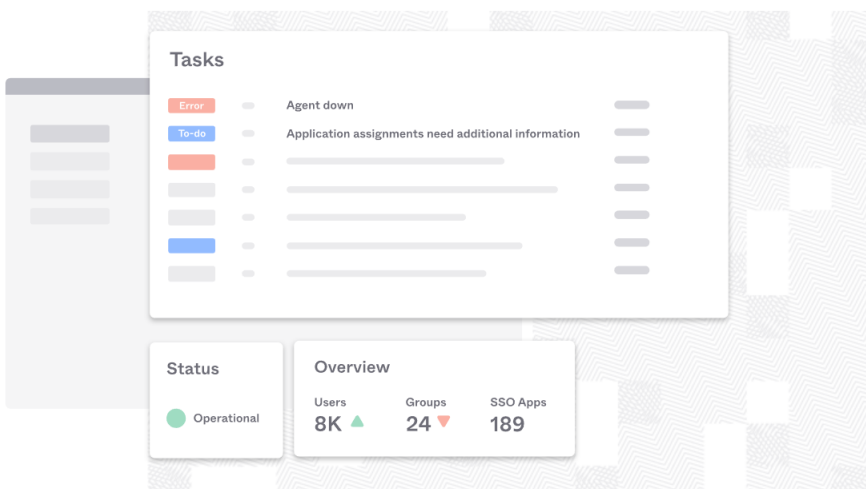 Tasks
Error Agent down
To-do Application assignments need additional information
Status
Operational
Overview
Users Groups SSO Apps
8K 24 189